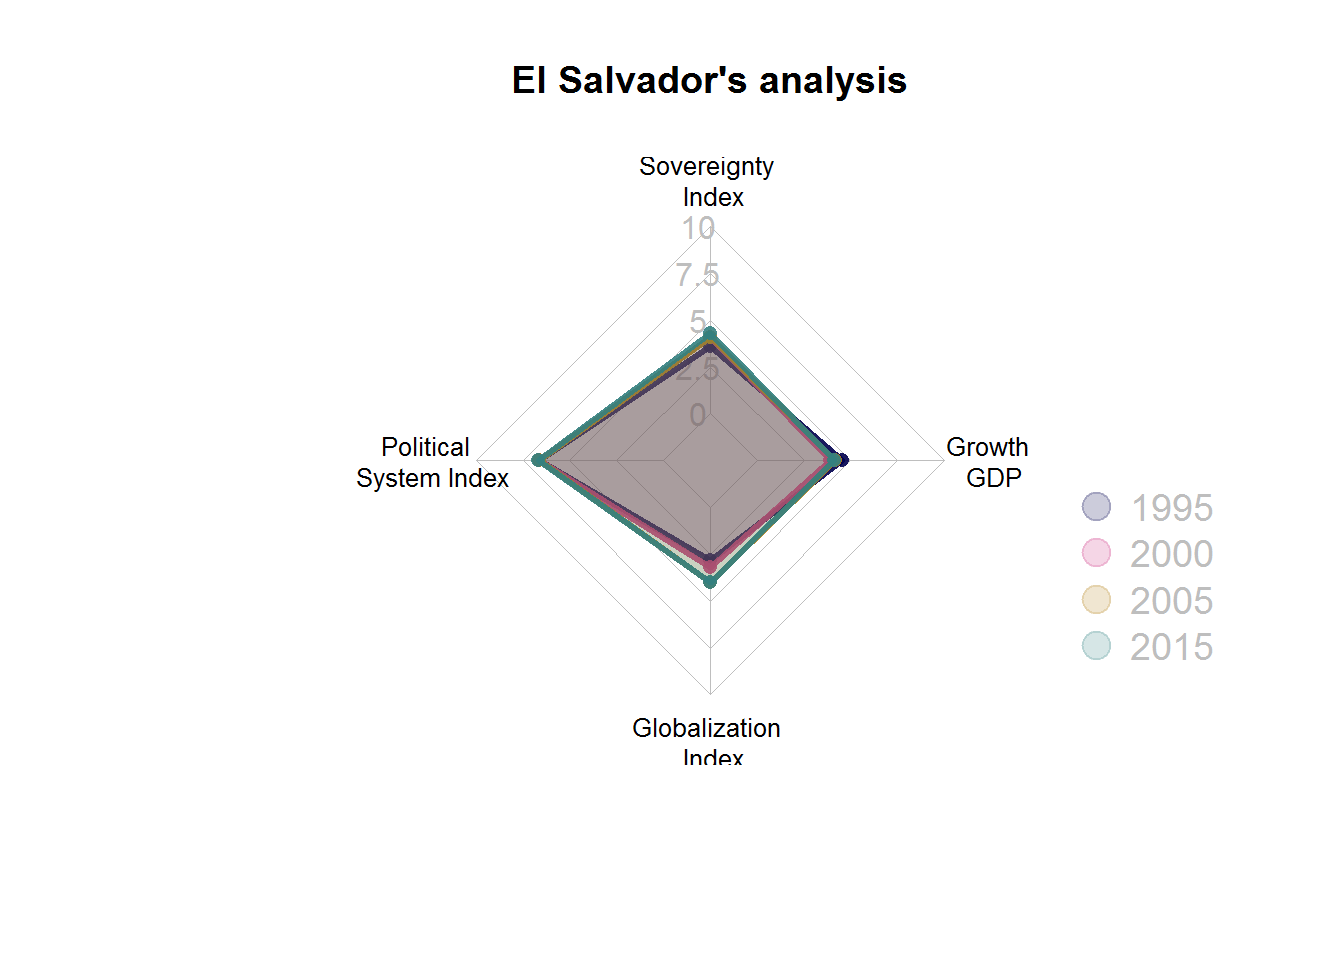 El Salvador's analysis
Sovereignty
Index
10
7.5
5
2.5
0
Political
System Index
Growth
GDP
1995
2000
2005
2015
Globalization
Index